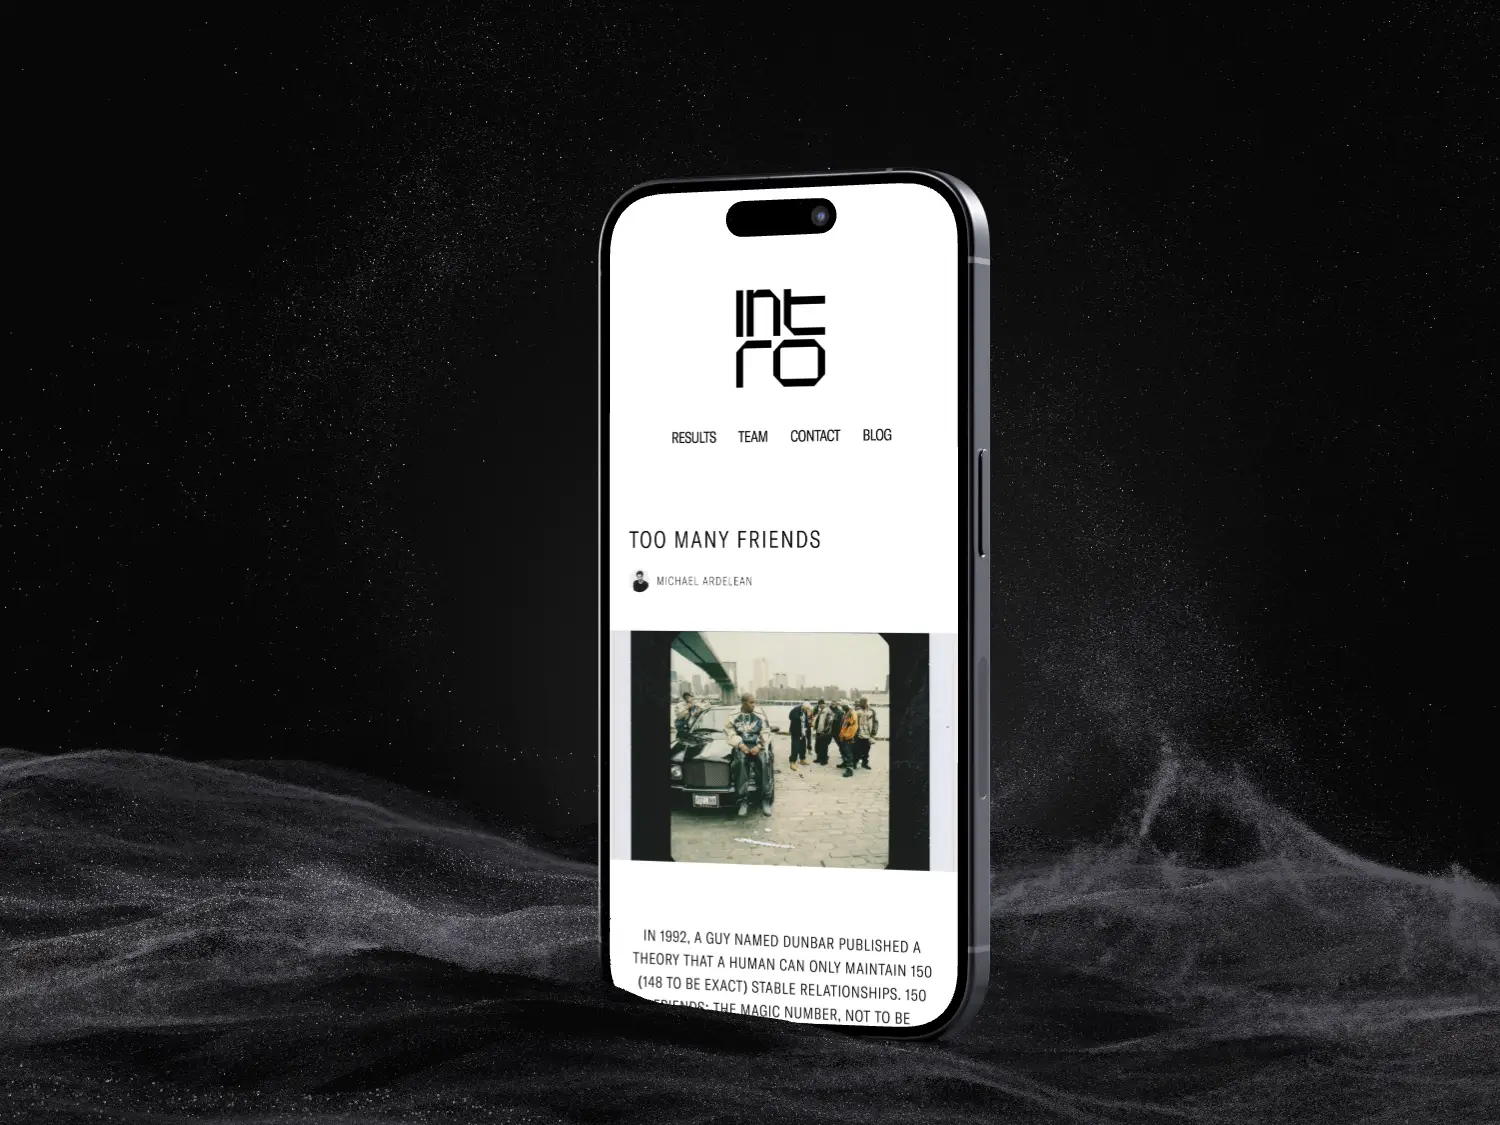 Int
ro
RESULTS TEAM CONTACT BLOG
TOO MANY FRIENDS
MICHAEL ARDELEAN
IN 1992, A GUY NAMED DUNBAR PUBLISHED A
THEORY THAT A HUMAN CAN ONLY MAINTAIN 150
(148 TO BE EXACT) STABLE RELATIONSHIPS. 150
FRIENDS: THE MAGIC NUMBER, NOT TO BE